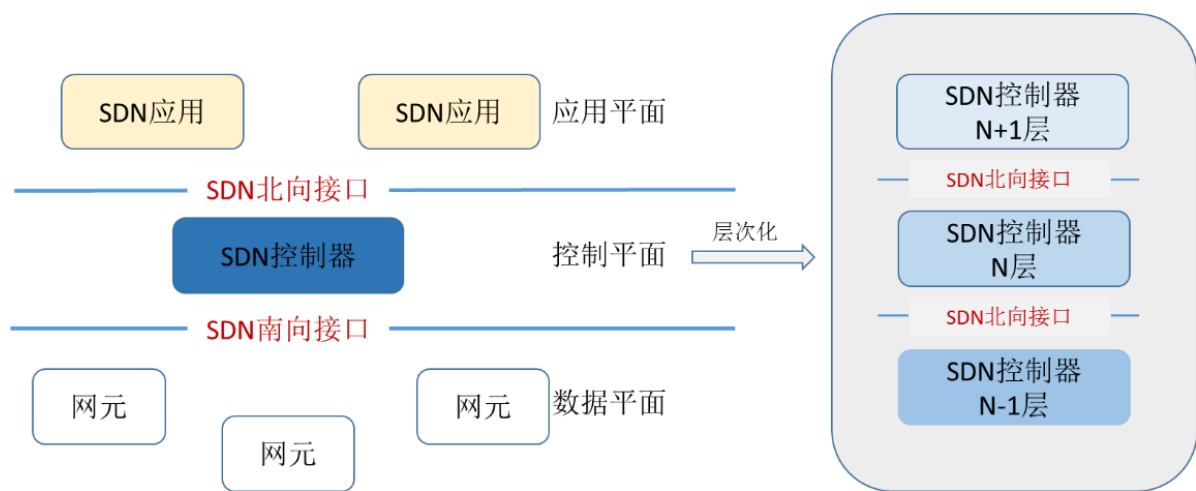 SDN应用
SDN应用
应用平面
SDN北向接口
SDN控制器
控制平面
SDN南向接口
网元
网元
数据平面
网元
层次化
SDN控制器
N+1层
SDN北向接口
SDN控制器
N层
SDN北向接口
SDN控制器
N-1层